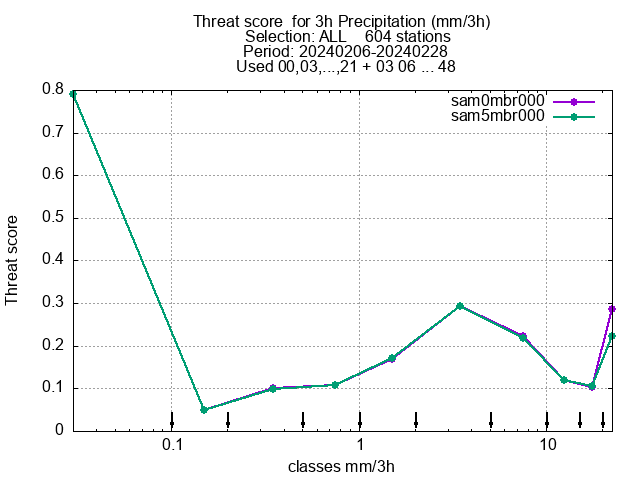 Threat score  for 3h Precipitation (mm/3h)
Selection: ALL    604 stations
Period: 20240206-20240228
Used 00,03,...,21 + 03 06 ... 48
sam0mbr000
sam5mbr000
0.8
0.7
0.6
0.5
0.4
0.3
0.2
0.1
0
Threat score
0.1 1 10
classes mm/3h